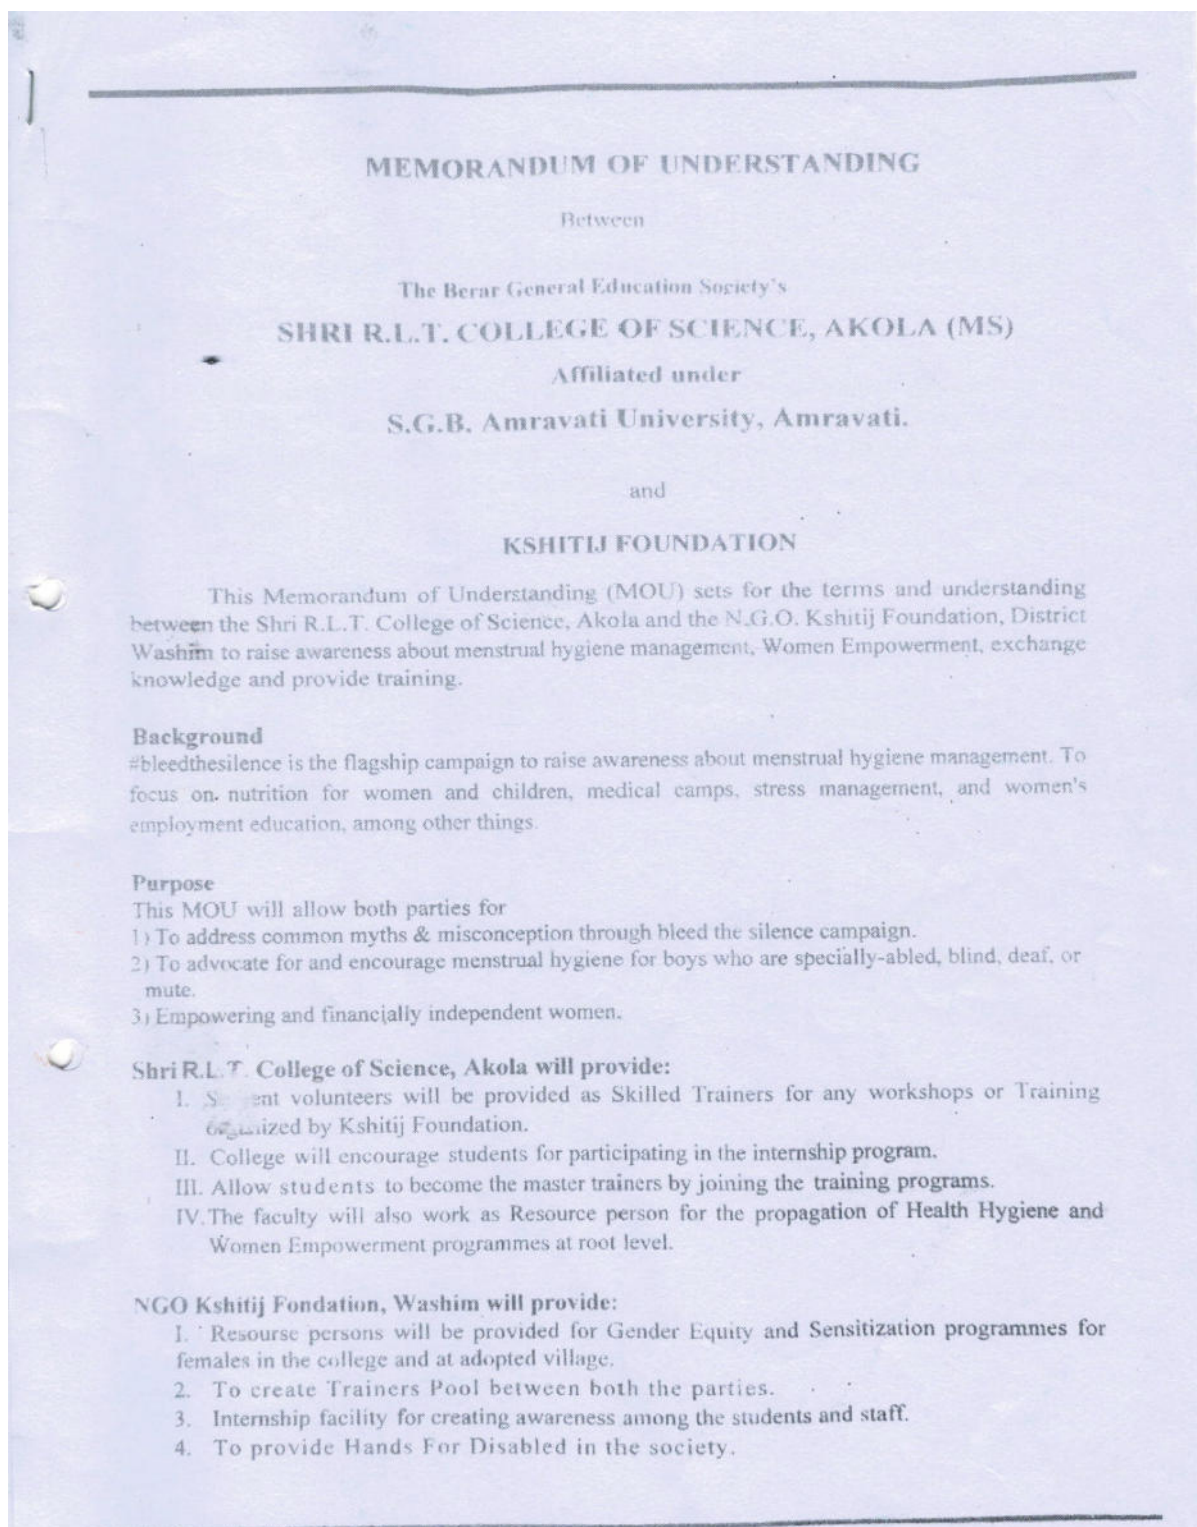 MEMORANDUM OF UNDERSTANDING
Between
The Berar General Education Society's
SHRI R.L.T. COLLEGE OF SCIENCE, AKOLA (MS)
Affiliated under
S.G.B. Amravati University, Amravati.
and
KSHITIJ FOUNDATION
This Memorandum of Understanding (MOU) sets for the terms and understanding
between the Shri R.L.T. College of Science, Akola and the N.G.O. Kshitij Foundation, District
Washim to raise awareness about menstrual hygiene management, Women Empowerment, exchange
knowledge and provide training.
Background
#bleedthesilence is the flagship campaign to raise awareness about menstrual hygiene management. To
focus on nutrition for women and children, medical camps, stress management, and women's
employment education, among other things.
Purpose
This MOU will allow both parties for
1) To address common myths & misconception through bleed the silence campaign.
2) To advocate for and encourage menstrual hygiene for boys who are specially-abled, blind, deaf, or
mute.
3) Empowering and financially independent women.
Shri R.L.T. College of Science, Akola will provide:
I. volunteers will be provided as Skilled Trainers for any workshops or Training
by Kshitij Foundation.
II. College will encourage students for participating in the internship program.
III. Allow students to become the master trainers by joining the training programs.
IV. The faculty will also work as Resource person for the propagation of Health Hygiene and
Women Empowerment programmes at root level.
NGO Kshitij Fondation, Washim will provide:
I. Resourse persons will be provided for Gender Equity and Sensitization programmes for
females in the college and at adopted village.
2. To create Trainers Pool between both the parties.
3. Internship facility for creating awareness among the students and staff.
4. To provide Hands For Disabled in the society.